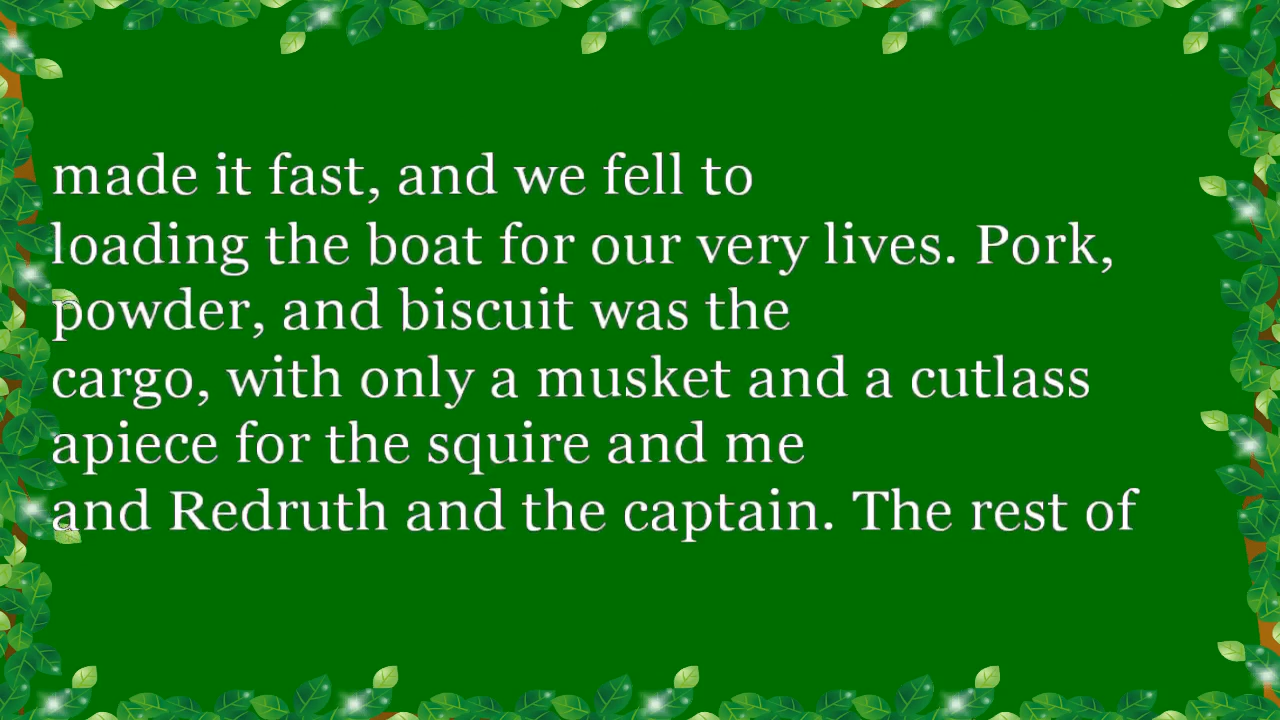 made it fast, and we fell to
loading the boat for our very lives. Pork,
powder, and biscuit was the
cargo, with only a musket and a cutlass
apiece for the squire and me
and Redruth and the captain. The rest of